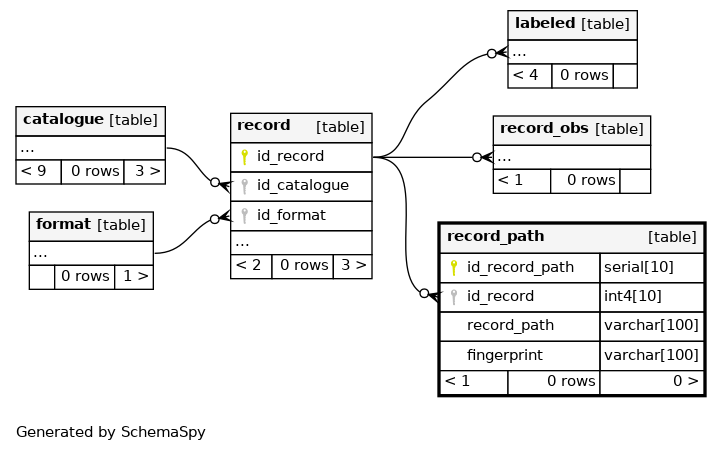 labeled [table]
...
< 4 0 rows
catalogue [table]
...
< 9 0 rows 3 >
record [table]
id_record
id_catalogue
id_format
...
< 2 0 rows 3 >
record_obs [table]
...
< 1 0 rows
format [table]
...
0 rows 1 >
record_path [table]
id_record_path serial[10]
id_record int4[10]
record_path varchar[100]
fingerprint varchar[100]
< 1 0 rows 0 >
Generated by SchemaSpy